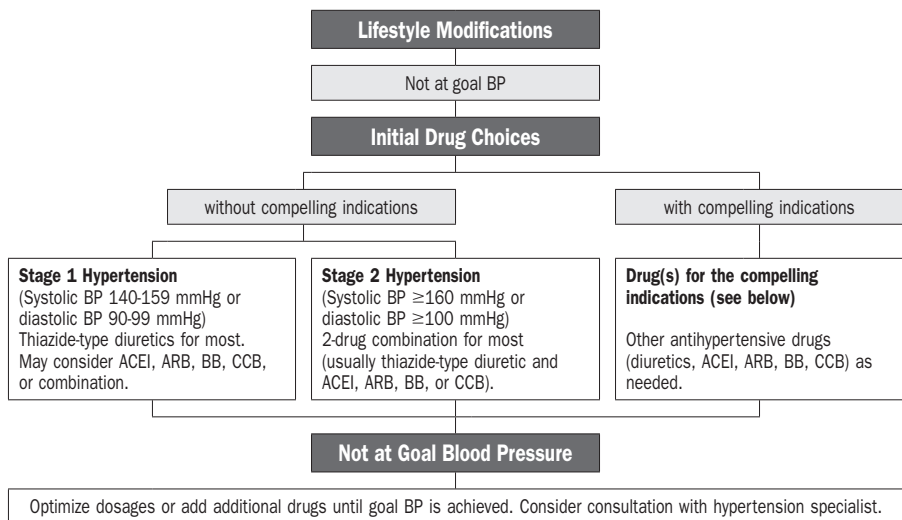 Lifestyle Modifications
Not at goal BP
Initial Drug Choices
without compelling indications
with compelling indications
Stage 1 Hypertension
(Systolic BP 140-159 mmHg or
diastolic BP 90-99 mmHg)
Thiazide-type diuretics for most.
May consider ACEI, ARB, BB, CCB,
or combination.
Stage 2 Hypertension
(Systolic BP ≥160 mmHg or
diastolic BP ≥100 mmHg)
2-drug combination for most
(usually thiazide-type diuretic and
ACEI, ARB, BB, or CCB).
Drug(s) for the compelling
indications (see below)
Other antihypertensive drugs
(diuretics, ACEI, ARB, BB, CCB) as
needed.
Not at Goal Blood Pressure
Optimize dosages or add additional drugs until goal BP is achieved. Consider consultation with hypertension specialist.